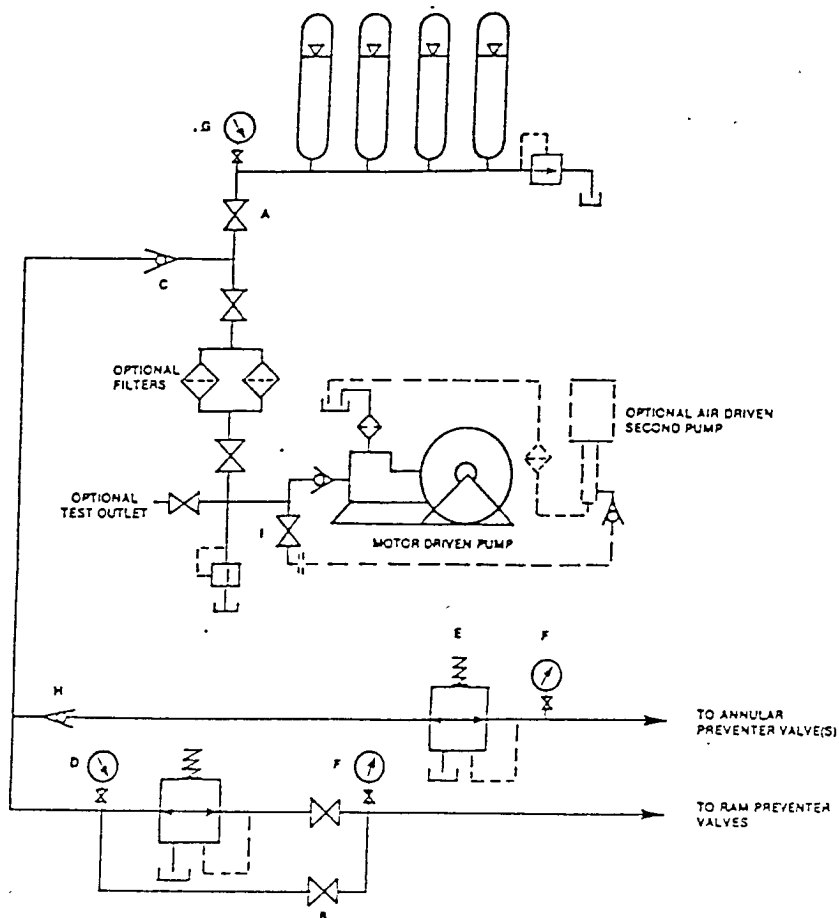 .G
A
C
OPTIONAL
FILTERS
OPTIONAL AIR DRIVEN
SECOND PUMP
OPTIONAL
TEST OUTLET
I
MOTOR DRIVEN PUMP
E
F
H
TO ANNULAR
PREVENTER VALVE(S)
D
F
TO RAM PREVENTER
VALVES